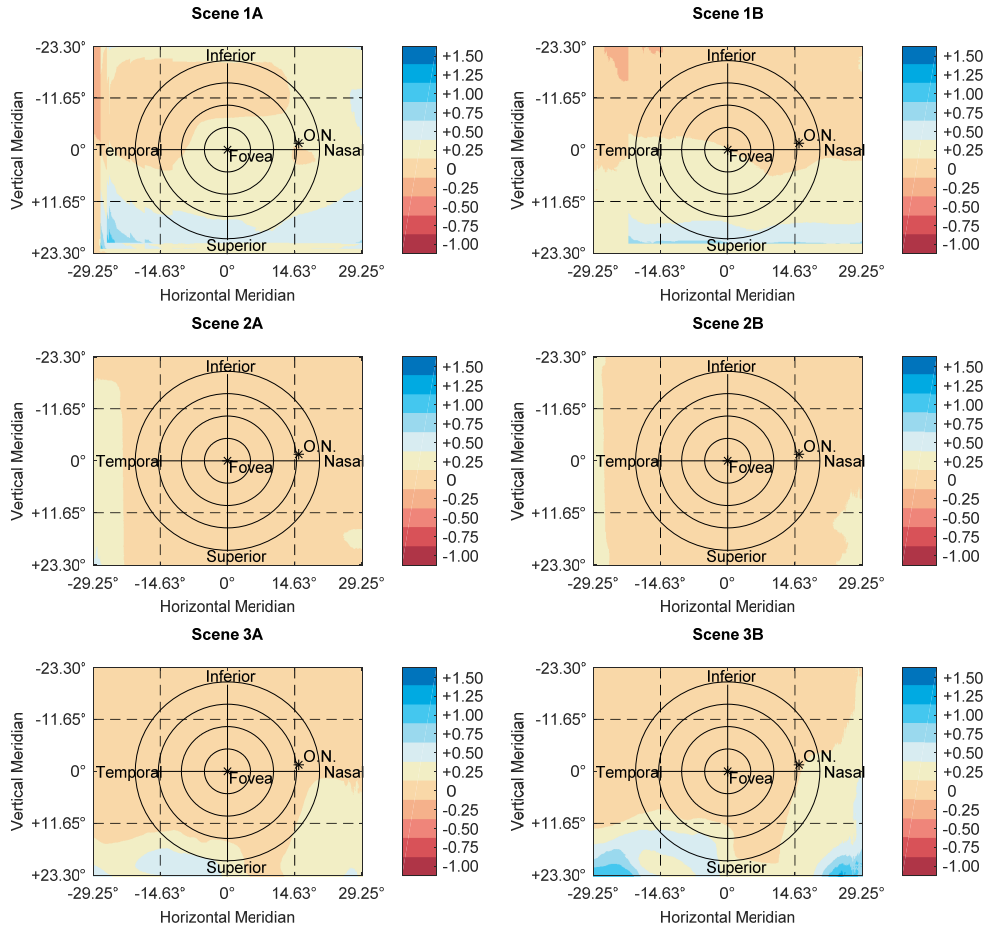 Scene 1A
-23.30°
-11.65°
0°
+11.65°
+23.30°
Vertical Meridian
Inferior
O.N.
Temporal
Fovea
Nasal
Superior
-29.25° -14.63° 0° 14.63° 29.25°
Horizontal Meridian
+1.50
+1.25
+1.00
+0.75
+0.50
+0.25
0
-0.25
-0.50
-0.75
-1.00
Scene 1B
-23.30°
-11.65°
0°
+11.65°
+23.30°
Vertical Meridian
Inferior
O.N.
Temporal
Fovea
Nasal
Superior
-29.25° -14.63° 0° 14.63° 29.25°
Horizontal Meridian
+1.50
+1.25
+1.00
+0.75
+0.50
+0.25
0
-0.25
-0.50
-0.75
-1.00
Scene 2A
-23.30°
-11.65°
0°
+11.65°
+23.30°
Vertical Meridian
Inferior
O.N.
Temporal
Fovea
Nasal
Superior
-29.25° -14.63° 0° 14.63° 29.25°
Horizontal Meridian
+1.50
+1.25
+1.00
+0.75
+0.50
+0.25
0
-0.25
-0.50
-0.75
-1.00
Scene 2B
-23.30°
-11.65°
0°
+11.65°
+23.30°
Vertical Meridian
Inferior
O.N.
Temporal
Fovea
Nasal
Superior
-29.25° -14.63° 0° 14.63° 29.25°
Horizontal Meridian
+1.50
+1.25
+1.00
+0.75
+0.50
+0.25
0
-0.25
-0.50
-0.75
-1.00
Scene 3A
-23.30°
-11.65°
0°
+11.65°
+23.30°
Vertical Meridian
Inferior
O.N.
Temporal
Fovea
Nasal
Superior
-29.25° -14.63° 0° 14.63° 29.25°
Horizontal Meridian
+1.50
+1.25
+1.00
+0.75
+0.50
+0.25
0
-0.25
-0.50
-0.75
-1.00
Scene 3B
-23.30°
-11.65°
0°
+11.65°
+23.30°
Vertical Meridian
Inferior
O.N.
Temporal
Fovea
Nasal
Superior
-29.25° -14.63° 0° 14.63° 29.25°
Horizontal Meridian
+1.50
+1.25
+1.00
+0.75
+0.50
+0.25
0
-0.25
-0.50
-0.75
-1.00